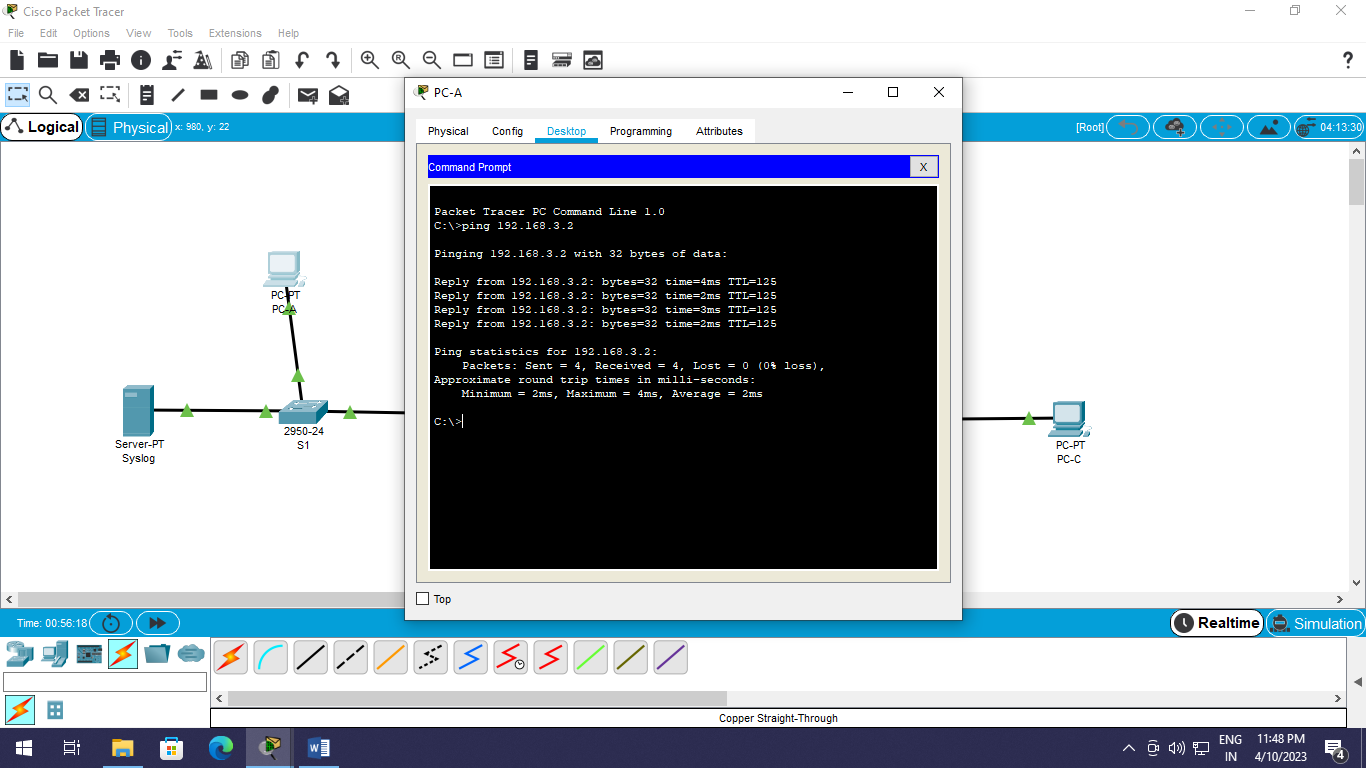 Cisco Packet Tracer
File Edit Options View Tools Extensions Help
Logical
Physical
x: 980, y: 22
[Root]
04:13:30
PC-A
Physical Config Desktop Programming Attributes
Command Prompt
X
Packet Tracer PC Command Line 1.0
C:\>ping 192.168.3.2
Pinging 192.168.3.2 with 32 bytes of data:
Reply from 192.168.3.2: bytes=32 time=4ms TTL=125
Reply from 192.168.3.2: bytes=32 time=2ms TTL=125
Reply from 192.168.3.2: bytes=32 time=3ms TTL=125
Reply from 192.168.3.2: bytes=32 time=2ms TTL=125
Ping statistics for 192.168.3.2:
Packets: Sent = 4, Received = 4, Lost = 0 (0% loss),
Approximate round trip times in milli-seconds:
Minimum = 2ms, Maximum = 4ms, Average = 2ms
C:\>
Top
PC-PT
PC-A
Server-PT
Syslog
2950-24
S1
PC-PT
PC-C
Time: 00:56:18
Realtime
Simulation
Copper Straight-Through
ENG
IN
11:48 PM
4/10/2023
4